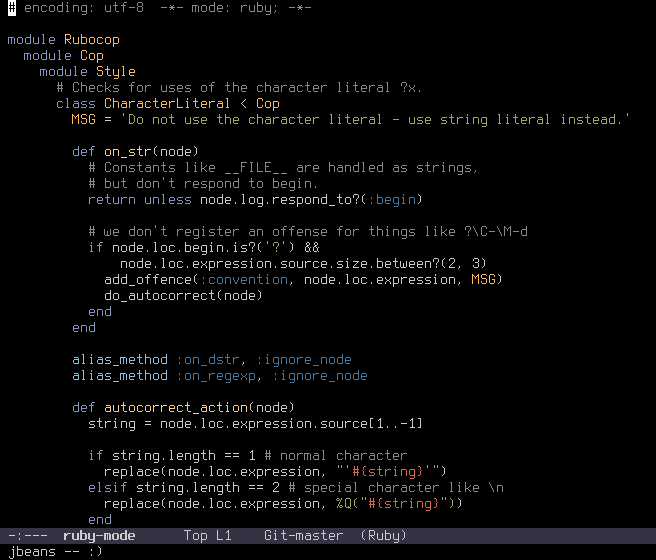 # encoding: utf-8  -*- mode: ruby; -*-
module Rubocop
  module Cop
    module Style
      # Checks for uses of the character literal ?x.
      class CharacterLiteral < Cop
        MSG = 'Do not use the character literal - use string literal instead.'
        def on_str(node)
          # Constants like __FILE__ are handled as strings,
          # but don't respond to begin.
          return unless node.log.respond_to?(:begin)
          # we don't register an offense for things like ?\C-\M-d
          if node.loc.begin.is?('?') &&
              node.loc.expression.source.size.between?(2, 3)
            add_offence(:convention, node.loc.expression, MSG)
            do_autocorrect(node)
          end
        end
        alias_method :on_dstr, :ignore_node
        alias_method :on_regexp, :ignore_node
        def autocorrect_action(node)
          string = node.loc.expression.source[1..-1]
          if string.length == 1 # normal character
            replace(node.loc.expression, "'#{string}'")
          elsif string.length == 2 # special character like \n
            replace(node.loc.expression, %Q("#{string}"))
          end
-:---  ruby-mode      Top L1    Git-master  (Ruby)
jbeans -- :)